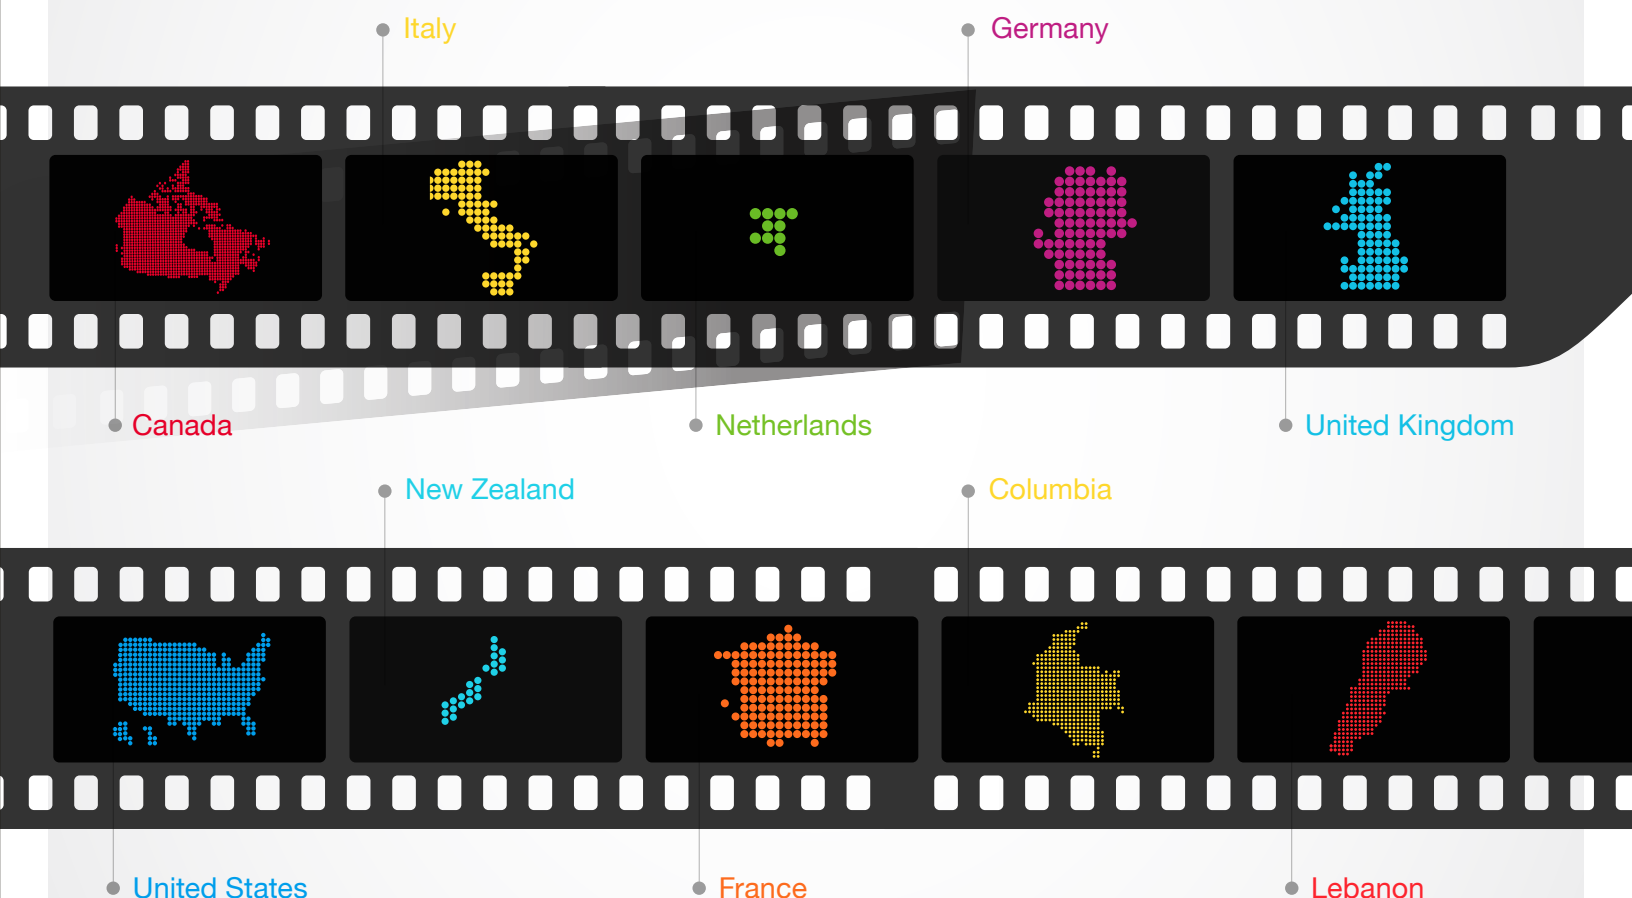 Italy
Germany
Canada
Netherlands
United Kingdom
New Zealand
Columbia
United States
France
Lebanon